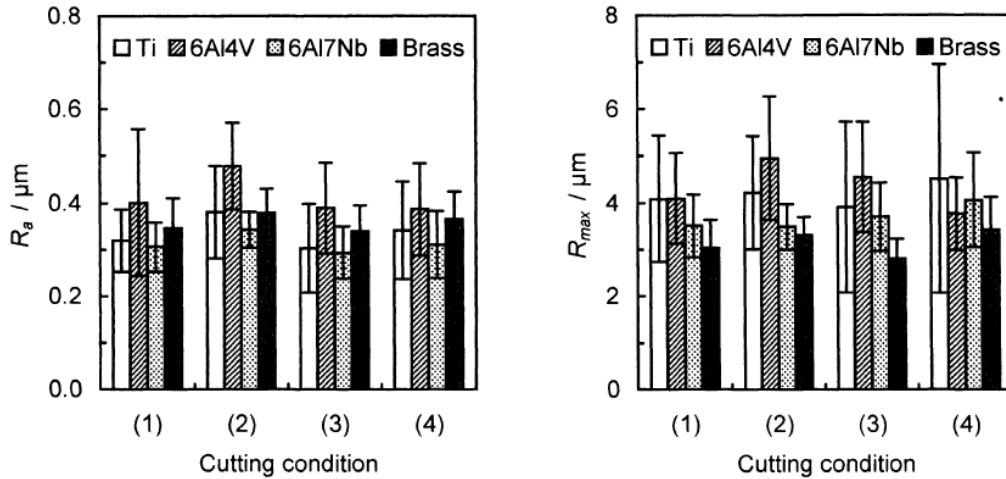 0.8
Ti 6Al4V 6Al7Nb Brass
0.6
0.4
0.2
0.0
Ra / μm
(1) (2) (3) (4)
Cutting condition
8
Ti 6Al4V 6Al7Nb Brass
6
4
2
0
Rmax / μm
(1) (2) (3) (4)
Cutting condition